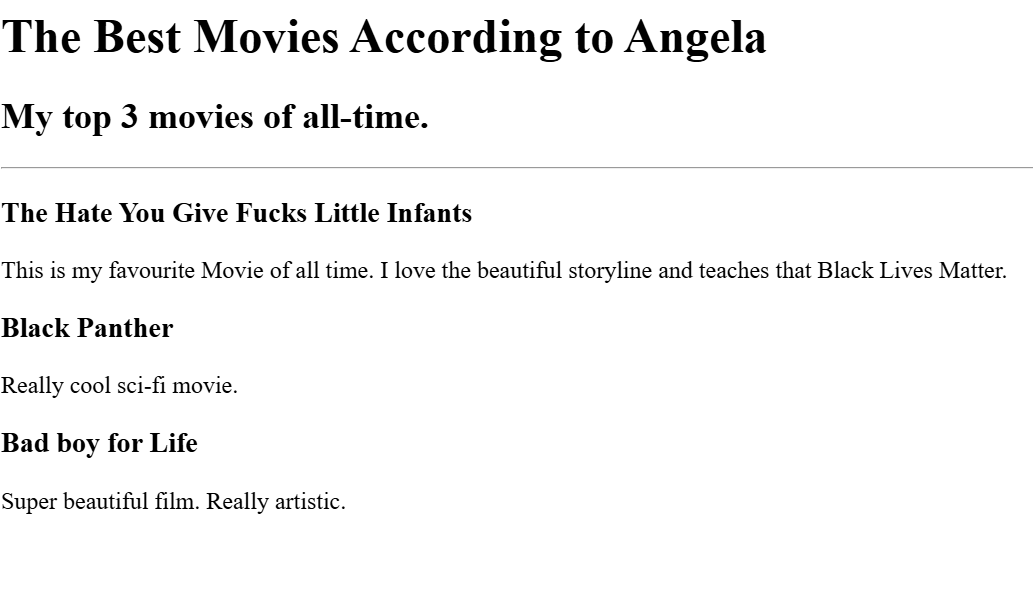 The Best Movies According to Angela
My top 3 movies of all-time.
The Hate You Give Fucks Little Infants
This is my favourite Movie of all time. I love the beautiful storyline and teaches that Black Lives Matter.
Black Panther
Really cool sci-fi movie.
Bad boy for Life
Super beautiful film. Really artistic.